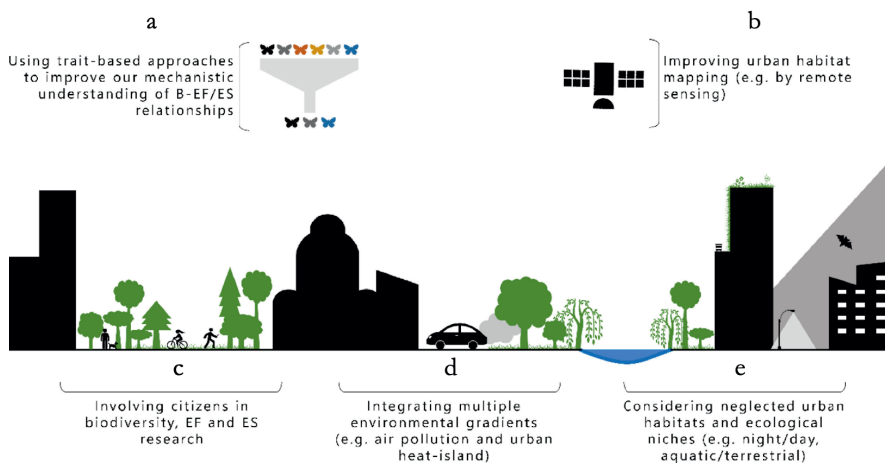 a
Using trait-based approaches
to improve our mechanistic
understanding of B-EF/ES
relationships
b
Improving urban habitat
mapping (e.g. by remote
sensing)
c
Involving citizens in
biodiversity, EF and ES
research
d
Integrating multiple
environmental gradients
(e.g. air pollution and urban
heat-island)
e
Considering neglected urban
habitats and ecological
niches (e.g. night/day,
aquatic/terrestrial)